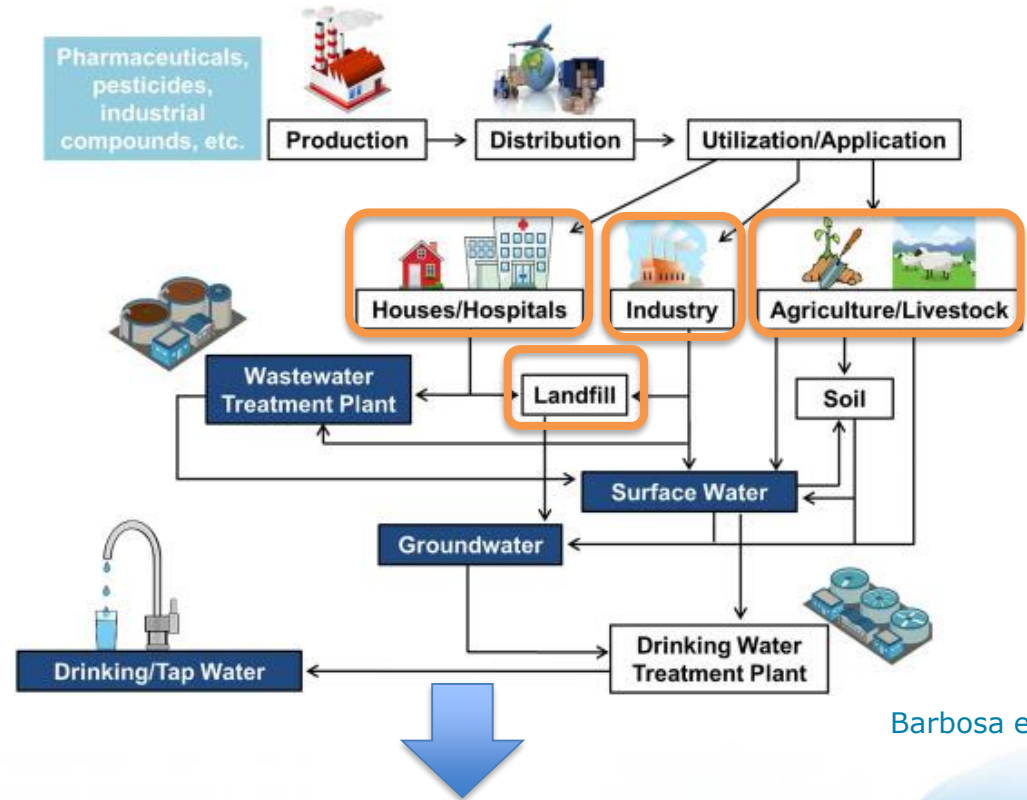 Pharmaceuticals,
pesticides,
industrial
compounds, etc.
Production
Distribution
Utilization/Application
Houses/Hospitals
Industry
Agriculture/Livestock
Wastewater
Treatment Plant
Landfill
Soil
Surface Water
Groundwater
Drinking/Tap Water
Drinking Water
Treatment Plant
Barbosa e